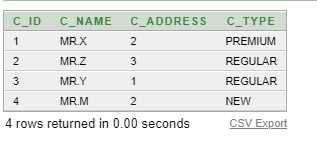 C_ID C_NAME C_ADDRESS C_TYPE
1 MR.X 2 PREMIUM
2 MR.Z 3 REGULAR
3 MR.Y 1 REGULAR
4 MR.M 2 NEW
4 rows returned in 0.00 seconds CSV Export